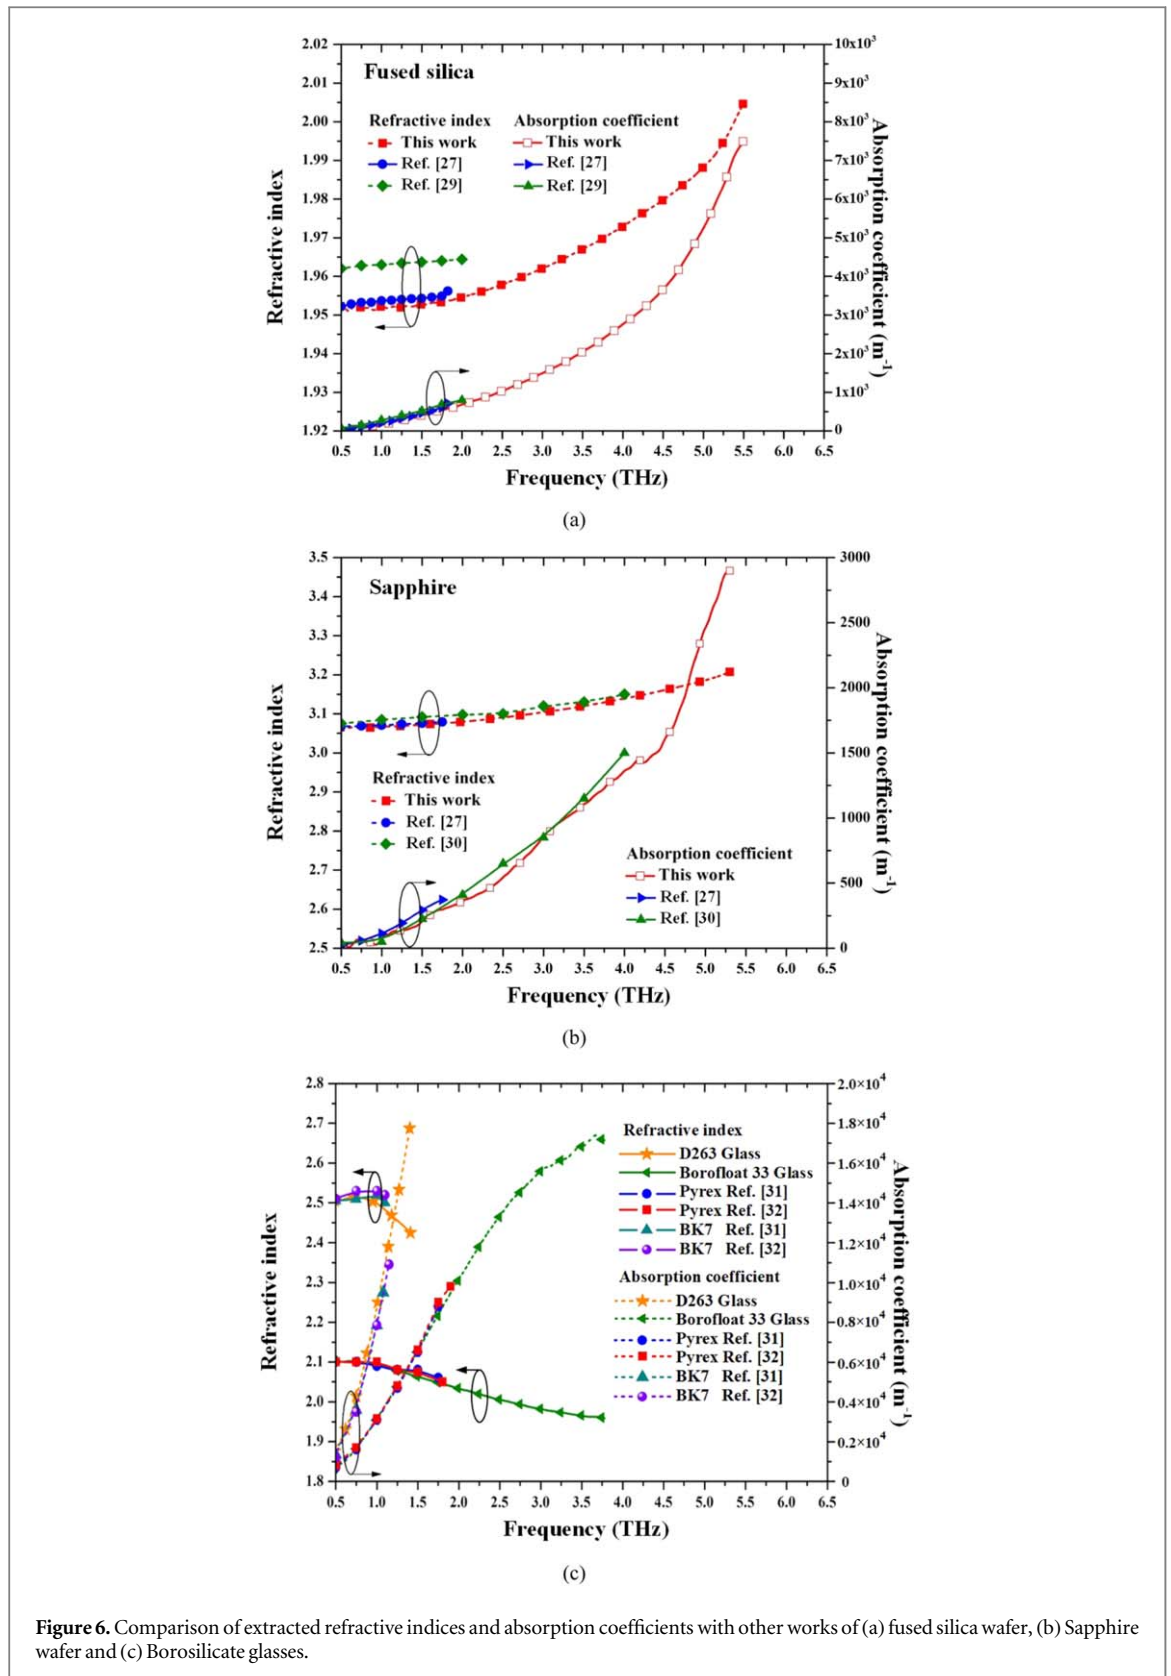 2.02
2.01
2.00
1.99
1.98
1.97
1.96
1.95
1.94
1.93
1.92
Refractive index
Fused silica
Refractive index
This work
Ref. [27]
Ref. [29]
Absorption coefficient
This work
Ref. [27]
Ref. [29]
10x10³
9x10³
8x10³
7x10³
6x10³
5x10³
4x10³
3x10³
2x10³
1x10³
0
Absorption coefficient (m⁻¹)
0.5 1.0 1.5 2.0 2.5 3.0 3.5 4.0 4.5 5.0 5.5 6.0 6.5
Frequency (THz)
(a)
3.5
3.4
3.3
3.2
3.1
3.0
2.9
2.8
2.7
2.6
2.5
Refractive index
Sapphire
Refractive index
This work
Ref. [27]
Ref. [30]
Absorption coefficient
This work
Ref. [27]
Ref. [30]
3000
2500
2000
1500
1000
500
0
Absorption coefficient (m⁻¹)
0.5 1.0 1.5 2.0 2.5 3.0 3.5 4.0 4.5 5.0 5.5 6.0 6.5
Frequency (THz)
(b)
2.8
2.7
2.6
2.5
2.4
2.3
2.2
2.1
2.0
1.9
1.8
Refractive index
Refractive index
D263 Glass
Borofloat 33 Glass
Pyrex Ref. [31]
Pyrex Ref. [32]
BK7 Ref. [31]
BK7 Ref. [32]
Absorption coefficient
D263 Glass
Borofloat 33 Glass
Pyrex Ref. [31]
Pyrex Ref. [32]
BK7 Ref. [31]
BK7 Ref. [32]
2.0×10⁴
1.8×10⁴
1.6×10⁴
1.4×10⁴
1.2×10⁴
1.0×10⁴
0.8×10⁴
0.6×10⁴
0.4×10⁴
0.2×10⁴
0
Absorption coefficient (m⁻¹)
0.5 1.0 1.5 2.0 2.5 3.0 3.5 4.0 4.5 5.0 5.5 6.0 6.5
Frequency (THz)
(c)
Figure 6. Comparison of extracted refractive indices and absorption coefficients with other works of (a) fused silica wafer, (b) Sapphire
wafer and (c) Borosilicate glasses.